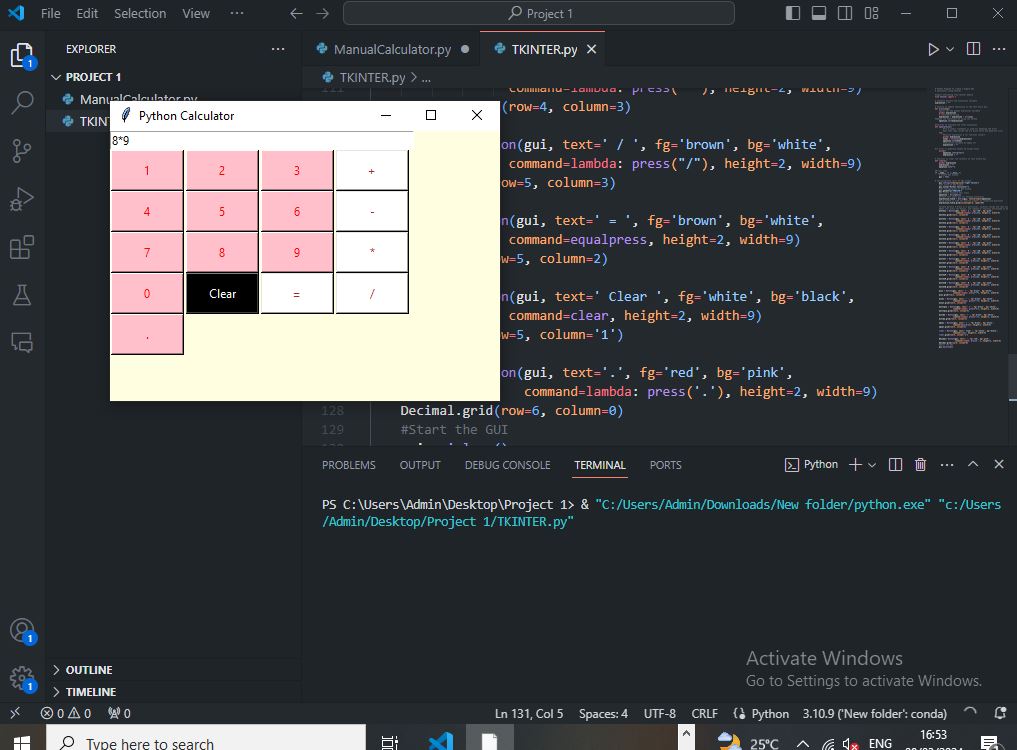 File Edit Selection View ··· Project 1
EXPLORER ···
PROJECT 1
ManualCalculator.py
ManualCalculator.py TKINTER.py
TKINTER.py > ...
Python Calculator
8*9
1 2 3 +
4 5 6 -
7 8 9 *
0 Clear = /
.
(row=4, column=3)
on(gui, text=' / ', fg='brown', bg='white',
command=lambda: press("/"), height=2, width=9)
ow=5, column=3)
n(gui, text=' = ', fg='brown', bg='white',
command=equalpress, height=2, width=9)
w=5, column=2)
n(gui, text=' Clear ', fg='white', bg='black',
command=clear, height=2, width=9)
w=5, column='1')
on(gui, text='.', fg='red', bg='pink',
command=lambda: press('.'), height=2, width=9)
128 Decimal.grid(row=6, column=0)
129 #Start the GUI
PROBLEMS OUTPUT DEBUG CONSOLE TERMINAL PORTS Python
PS C:\Users\Admin\Desktop\Project 1> & "C:/Users/Admin/Downloads/New folder/python.exe" "c:/Users
/Admin/Desktop/Project 1/TKINTER.py"
OUTLINE
TIMELINE
Activate Windows
Go to Settings to activate Windows.
0 0 0 Ln 131, Col 5 Spaces: 4 UTF-8 CRLF Python 3.10.9 ('New folder': conda)
Type here to search 25°C ENG 16:53